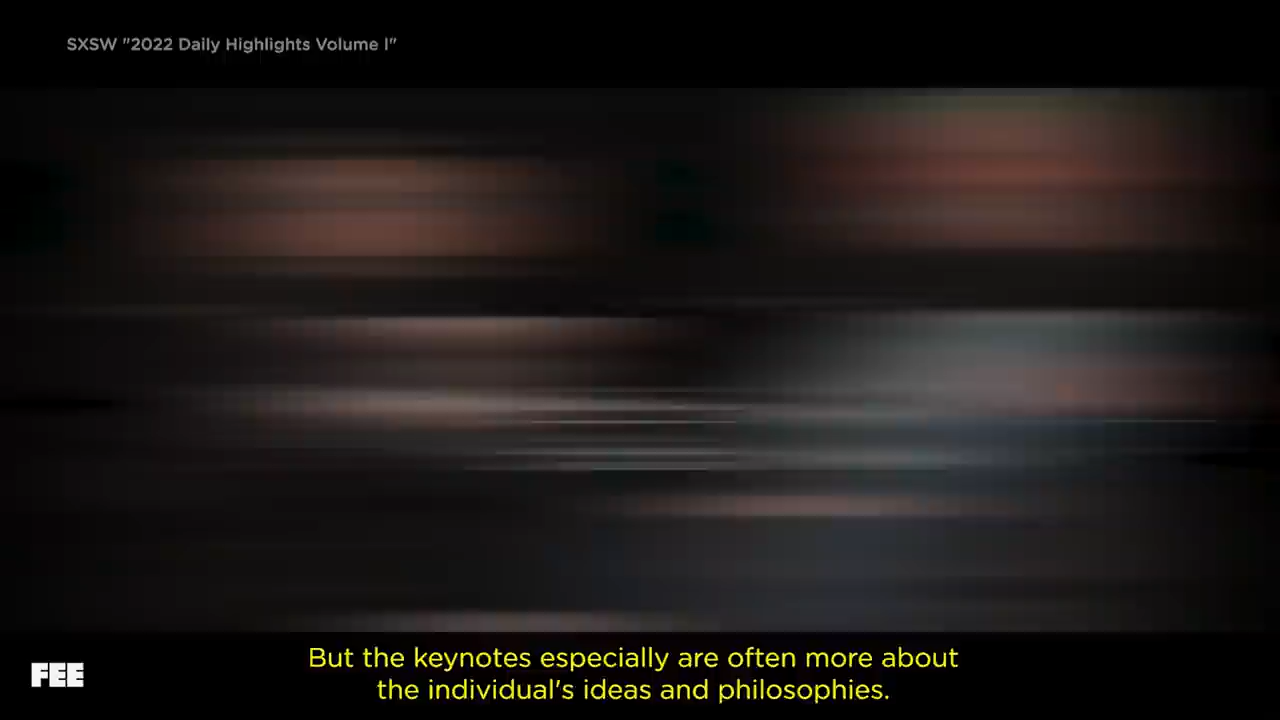 SXSW "2022 Daily Highlights Volume I"
FEE
But the keynotes especially are often more about
the individual's ideas and philosophies.